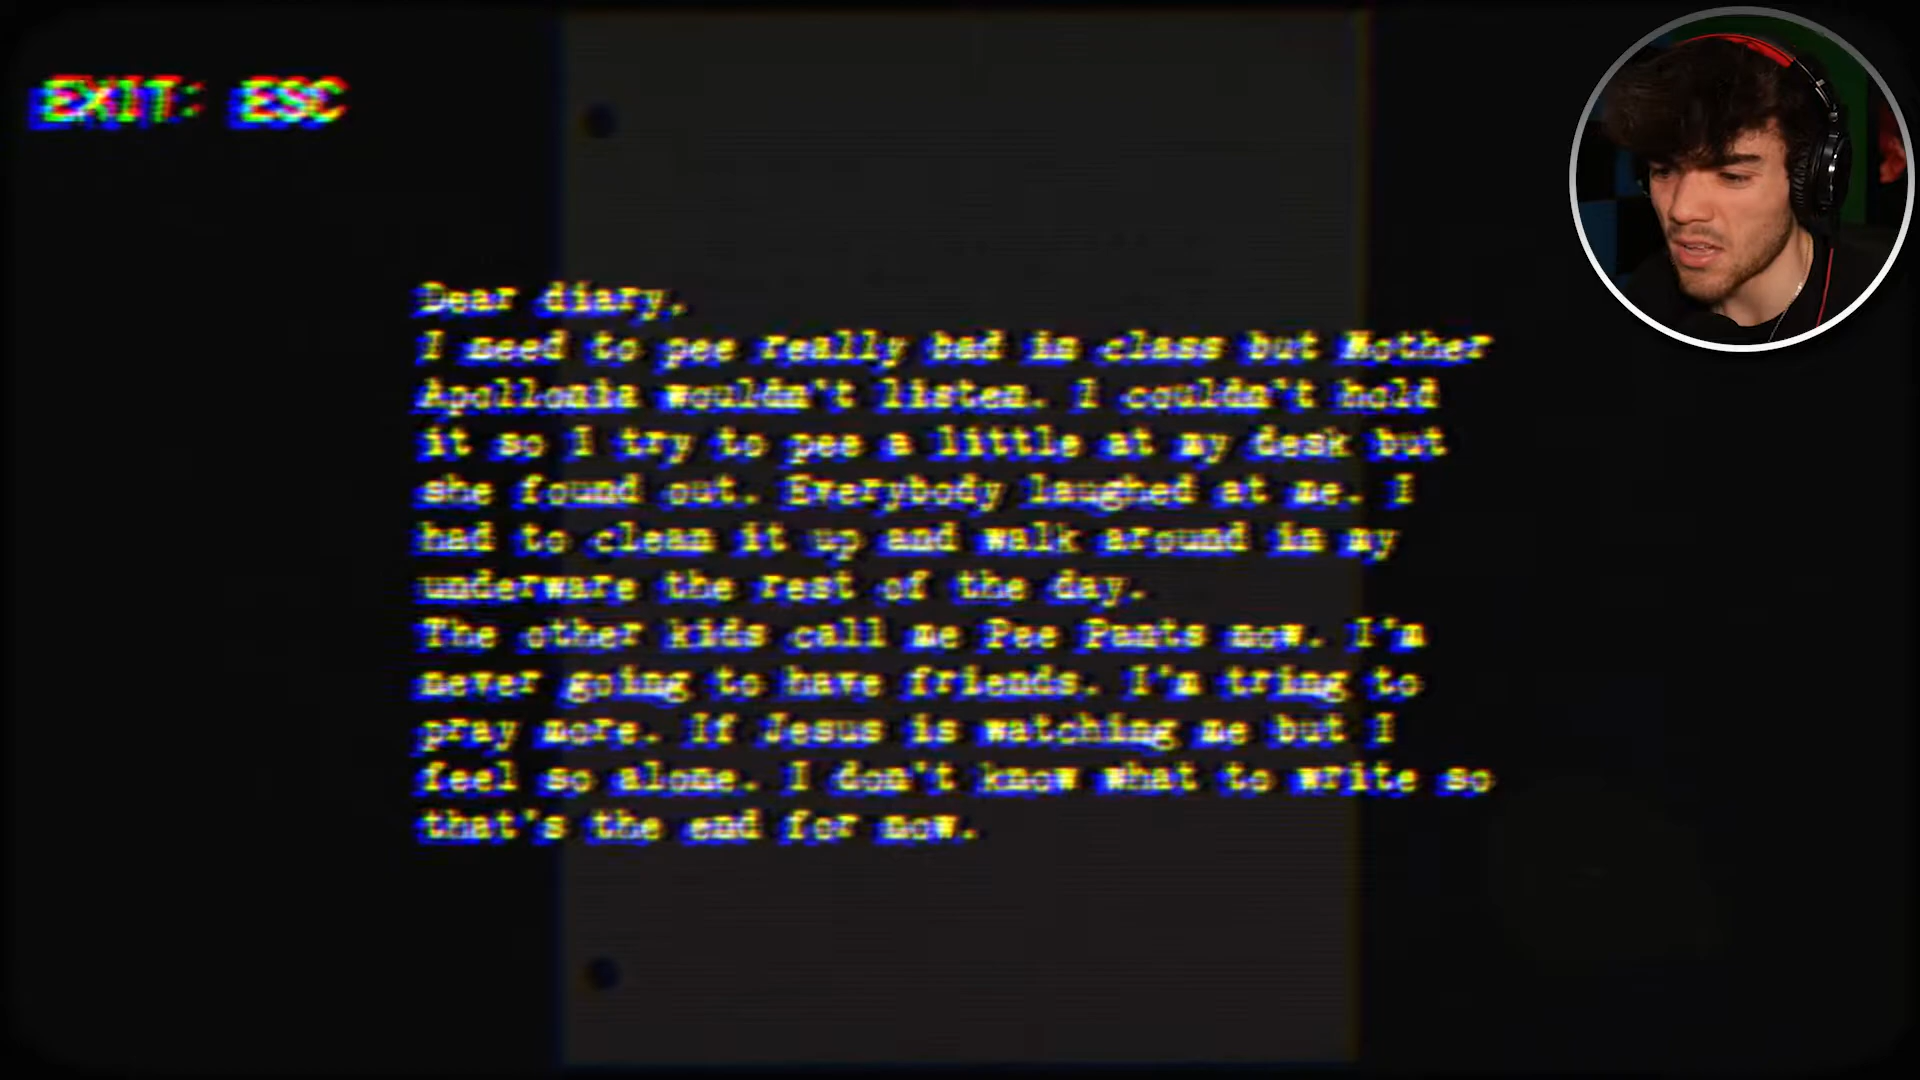 EXIT: ESC
Dear diary,
I need to pee really bad in class but Mother
Apollonia wouldn't listen. I couldn't hold
it so I try to pee a little at my desk but
she found out. Everybody laughed at me. I
had to clean it up and walk around in my
underware the rest of the day.
The other kids call me Pee Pants now. I'm
never going to have friends. I'm tring to
pray more. If Jesus is watching me but I
feel so alone. I don't know what to write so
that's the end for now.